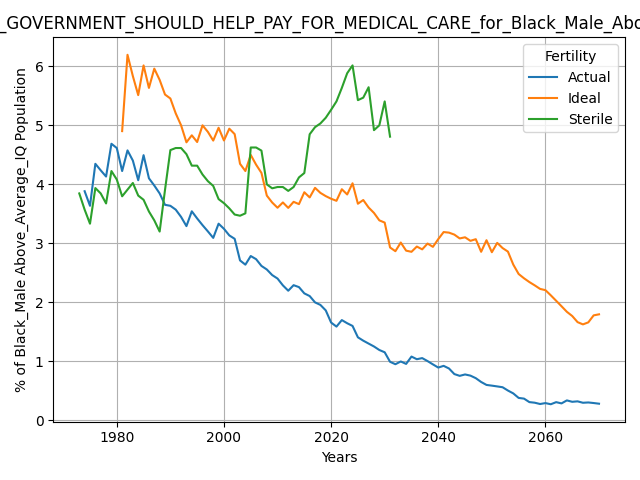 _GOVERNMENT_SHOULD_HELP_PAY_FOR_MEDICAL_CARE_for_Black_Male_Abo
Fertility
Actual
Ideal
Sterile
% of Black_Male Above_Average_IQ Population
6
5
4
3
2
1
0
1980 2000 2020 2040 2060
Years